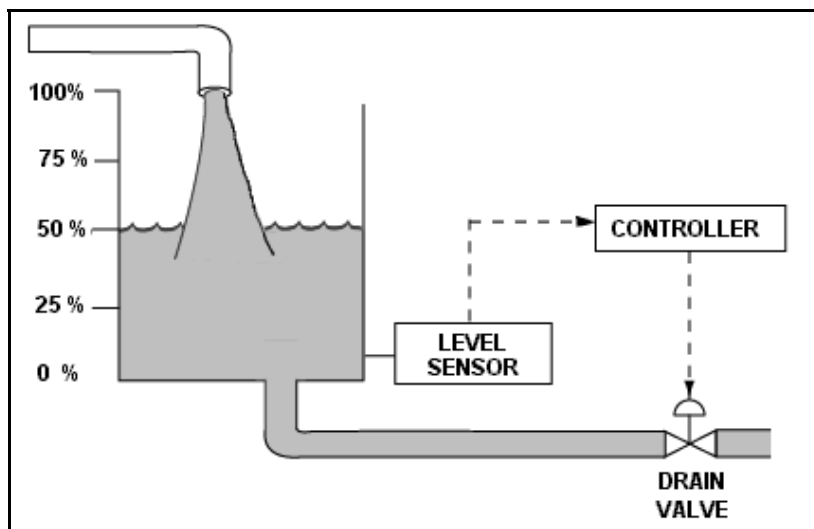 100%
75 %
50 %
25 %
0 %
CONTROLLER
LEVEL
SENSOR
DRAIN
VALVE